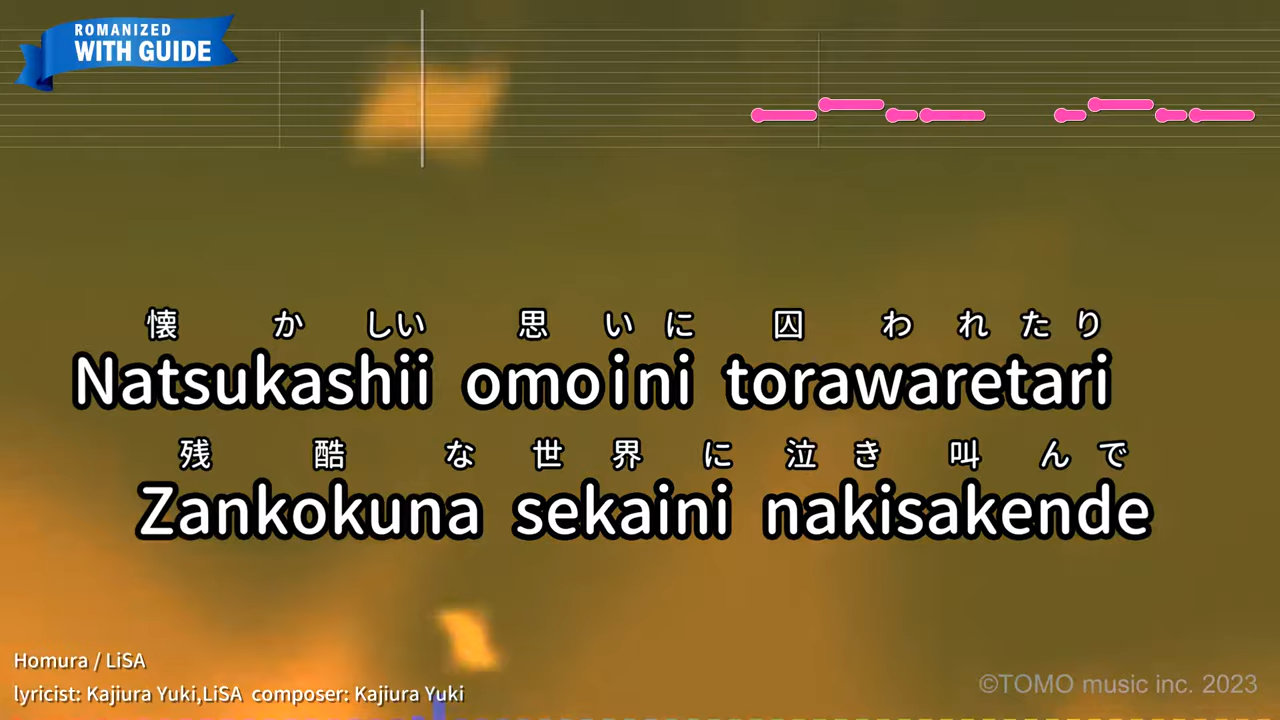 ROMANIZED
WITH GUIDE
懐かしい 思いに 囚われたり
Natsukashii omoini torawaretari
残酷な 世界に 泣き叫んで
Zankokuna sekaini nakisakende
Homura / LiSA
lyricist: Kajiura Yuki,LiSA composer: Kajiura Yuki
©TOMO music inc. 2023